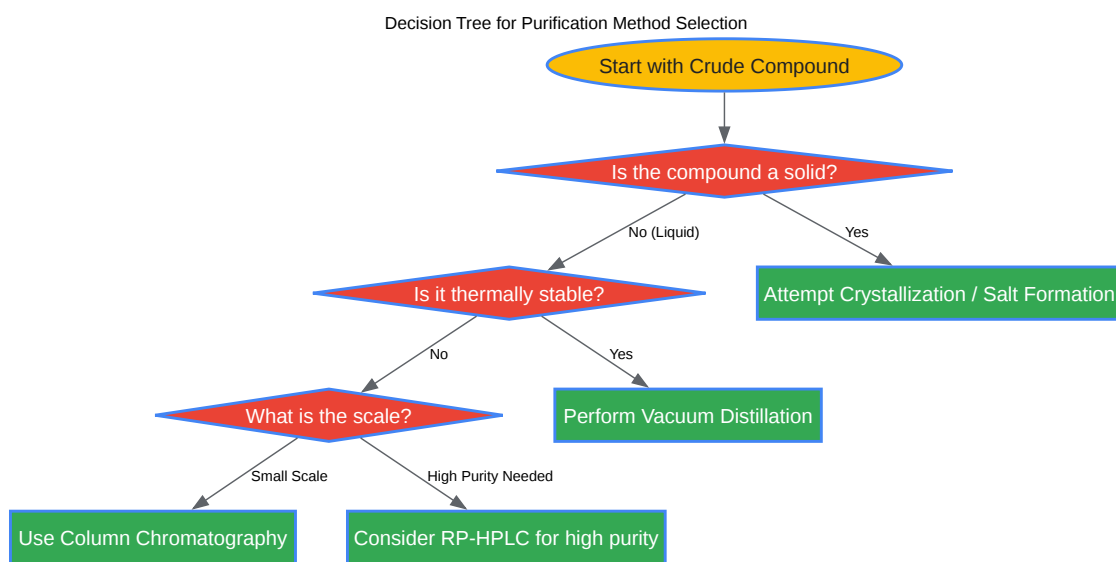 Decision Tree for Purification Method Selection
Start with Crude Compound
Is the compound a solid?
No (Liquid)
Yes
Is it thermally stable?
Attempt Crystallization / Salt Formation
No
Yes
What is the scale?
Perform Vacuum Distillation
Small Scale
High Purity Needed
Use Column Chromatography
Consider RP-HPLC for high purity